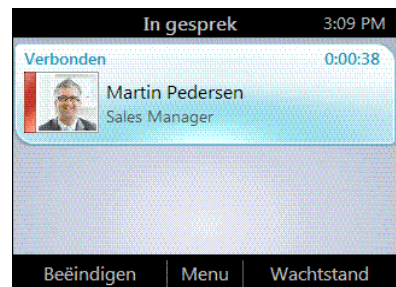 In gesprek 3:09 PM
Verbonden 0:00:38
Martin Pedersen
Sales Manager
Beëindigen Menu Wachtstand